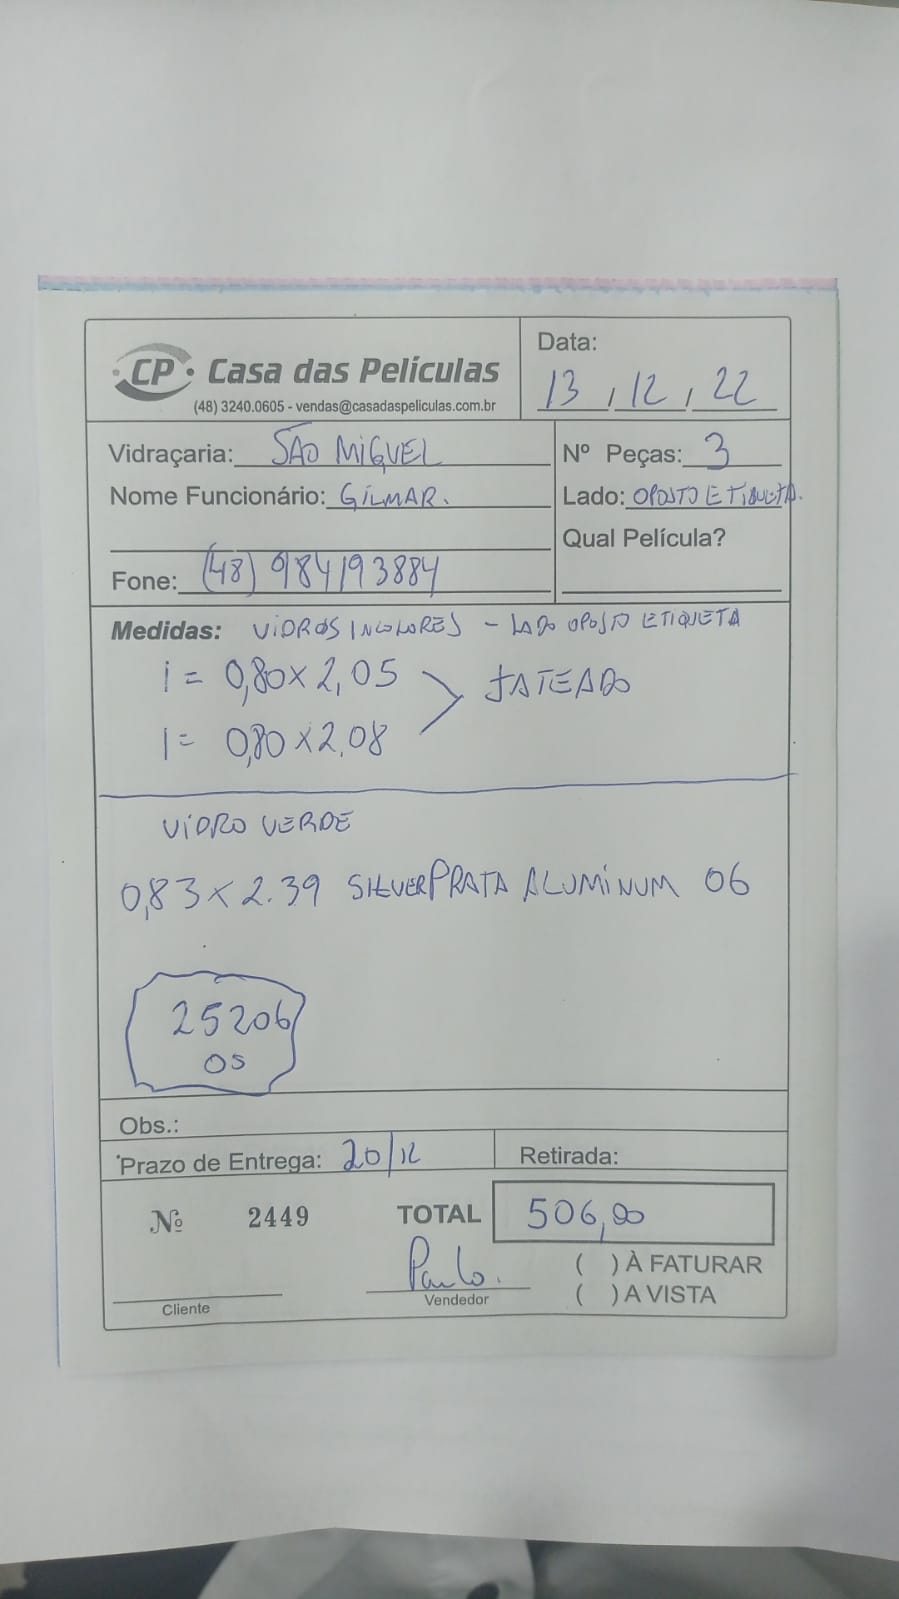 CP Casa das Películas
(48) 3240.0605 - vendas@casadaspeliculas.com.br
Data:
13, 12, 22
Vidraçaria: SÃO MIGUEL
Nº Peças: 3
Nome Funcionário: GILMAR.
Lado: OPOSTO ETIQUETA.
Qual Película?
Fone: (48) 984193884
Medidas: VIDROS INCOLORES - LADO OPOSTO ETIQUETA
1 = 0,80 x 2,05
JATEADO
1 = 0,80 x 2.08
VIDRO VERDE
0,83 x 2.39 SILVER PRATA ALUMINUM 06
25206
OS
Obs.:
Prazo de Entrega: 20/12
Retirada:
Nº 2449
TOTAL 506,00
Paulo.
( ) À FATURAR
( ) A VISTA
Cliente
Vendedor